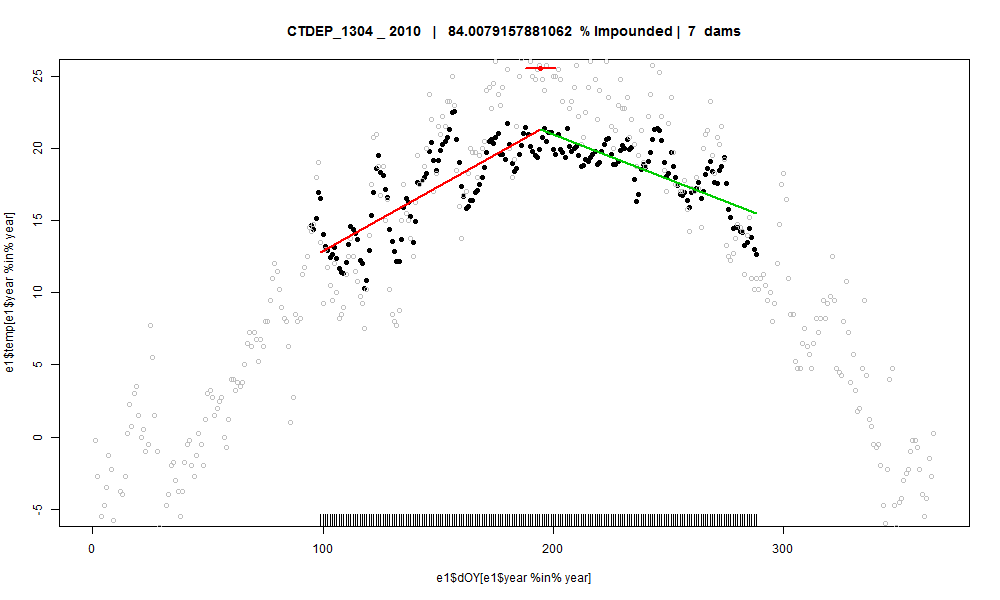 CTDEP_1304 _ 2010 | 84.0079157881062 % Impounded | 7 dams
25
20
15
10
5
0
-5
e1$temp[e1$year %in% year]
0 100 200 300
e1$dOY[e1$year %in% year]